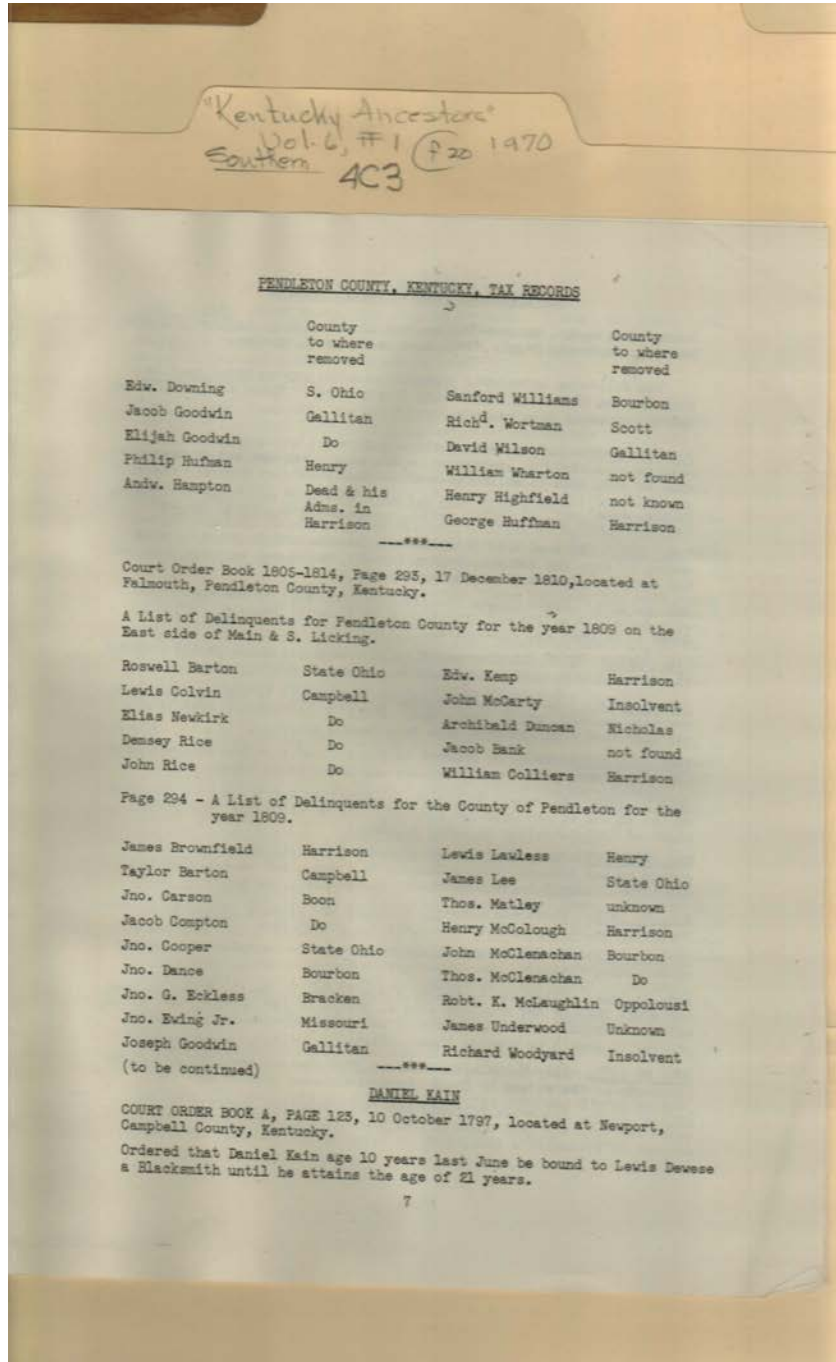 "Kentucky Ancestors"
Vol. 6, #1 p 20 1970
Southern
4C3
PENDLETON COUNTY, KENTUCKY, TAX RECORDS
County County
to where to where
removed removed
Edw. Downing S. Ohio Sanford Williams Bourbon
Jacob Goodwin Gallitan Richd. Wortman Scott
Elijah Goodwin Do David Wilson Gallitan
Philip Hufman Henry William Wharton not found
Andw. Hampton Dead & his Henry Highfield not known
Adms. in
Harrison George Huffman Harrison
___***___
Court Order Book 1805-1814, Page 293, 17 December 1810,located at
Falmouth, Pendleton County, Kentucky.
A List of Delinquents for Pendleton County for the year 1809 on the
East side of Main & S. Licking.
Roswell Barton State Ohio Edw. Kemp Harrison
Lewis Colvin Campbell John McCarty Insolvent
Elias Newkirk Do Archibald Duncan Nicholas
Demsey Rice Do Jacob Bank not found
John Rice Do William Colliers Harrison
Page 294 - A List of Delinquents for the County of Pendleton for the
year 1809.
James Brownfield Harrison Lewis Lawless Henry
Taylor Barton Campbell James Lee State Ohio
Jno. Carson Boon Thos. Matley unknown
Jacob Compton Do Henry McColough Harrison
Jno. Cooper State Ohio John McClenachan Bourbon
Jno. Dance Bourbon Thos. McClenachan Do
Jno. G. Eckless Bracken Robt. K. McLaughlin Oppolousi
Jno. Ewing Jr. Missouri James Underwood Unknown
Joseph Goodwin Gallitan Richard Woodyard Insolvent
(to be continued) ___***___
DANIEL KAIN
COURT ORDER BOOK A, PAGE 123, 10 October 1797, located at Newport,
Campbell County, Kentucky.
Ordered that Daniel Kain age 10 years last June be bound to Lewis Dewese
a Blacksmith until he attains the age of 21 years.
7